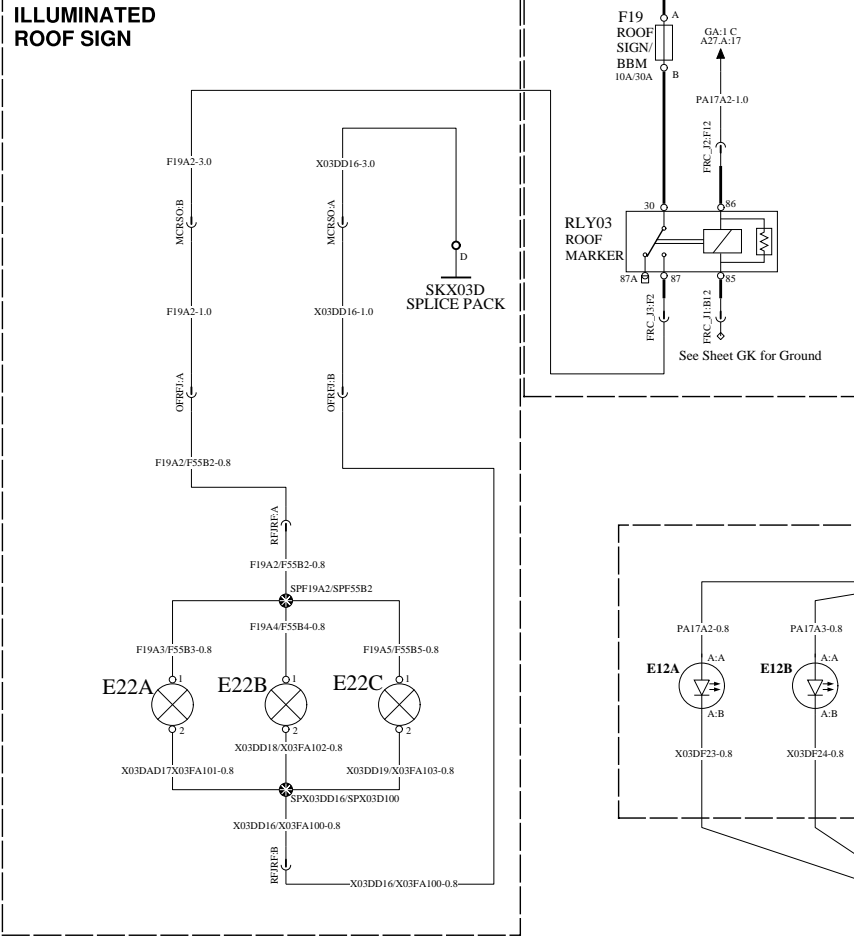 ILLUMINATED
ROOF SIGN
F19
ROOF
SIGN/
BBM
10A/30A
A
B
GA:1 C
A27.A:17
PA17A2-1.0
FRC_J2:F12
30
86
RLY03
ROOF
MARKER
87A
87
85
FRC_J3:F2
FRC_J1:B12
See Sheet GK for Ground
F19A2-3.0
X03DD16-3.0
MCRSO:B
MCRSO:A
D
SKX03D
SPLICE PACK
F19A2-1.0
X03DD16-1.0
OFRFJ:A
OFRFJ:B
F19A2/F55B2-0.8
RFJRF:A
F19A2/F55B2-0.8
SPF19A2/SPF55B2
F19A4/F55B4-0.8
F19A3/F55B3-0.8
F19A5/F55B5-0.8
E22A
1
2
E22B
1
2
E22C
1
2
X03DD18/X03FA102-0.8
X03DAD17X03FA101-0.8
X03DD19/X03FA103-0.8
SPX03DD16/SPX03D100
X03DD16/X03FA100-0.8
RFJRF:B
X03DD16/X03FA100-0.8
PA17A2-0.8
PA17A3-0.8
E12A
A:A
A:B
E12B
A:A
A:B
X03DF23-0.8
X03DF24-0.8